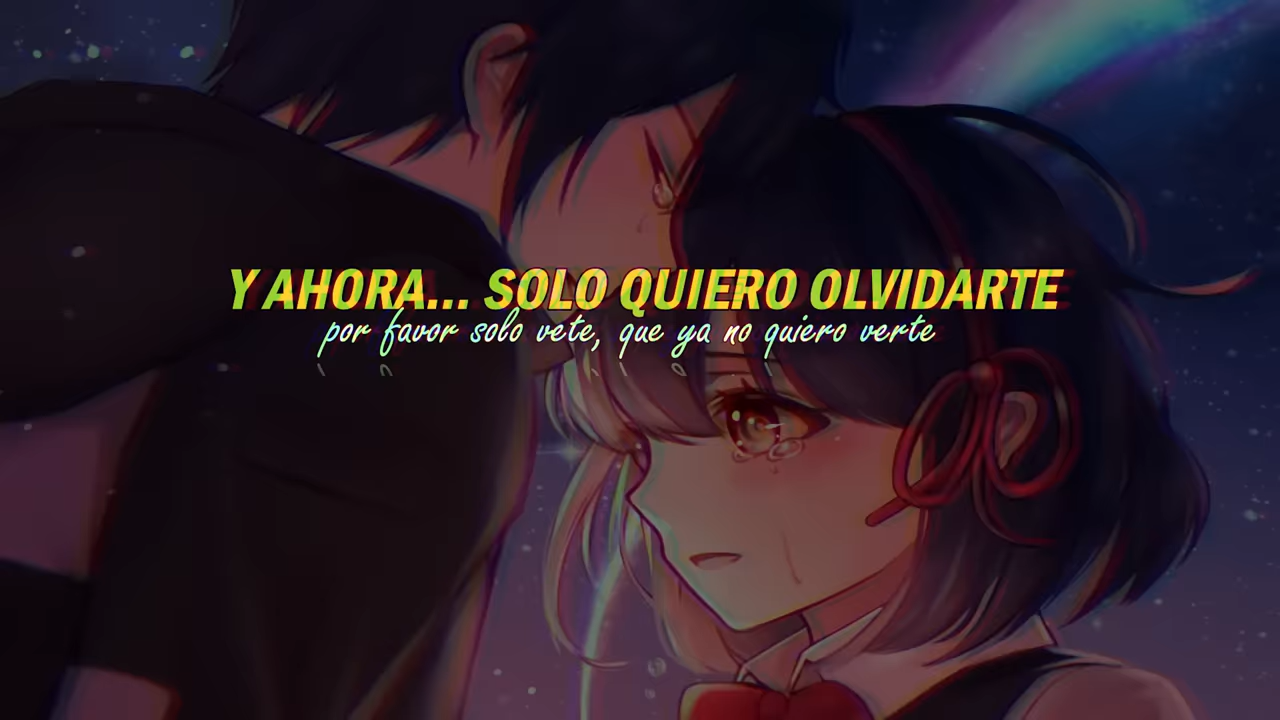 Y AHORA... SOLO QUIERO OLVIDARTE
por favor solo vete, que ya no quiero verte